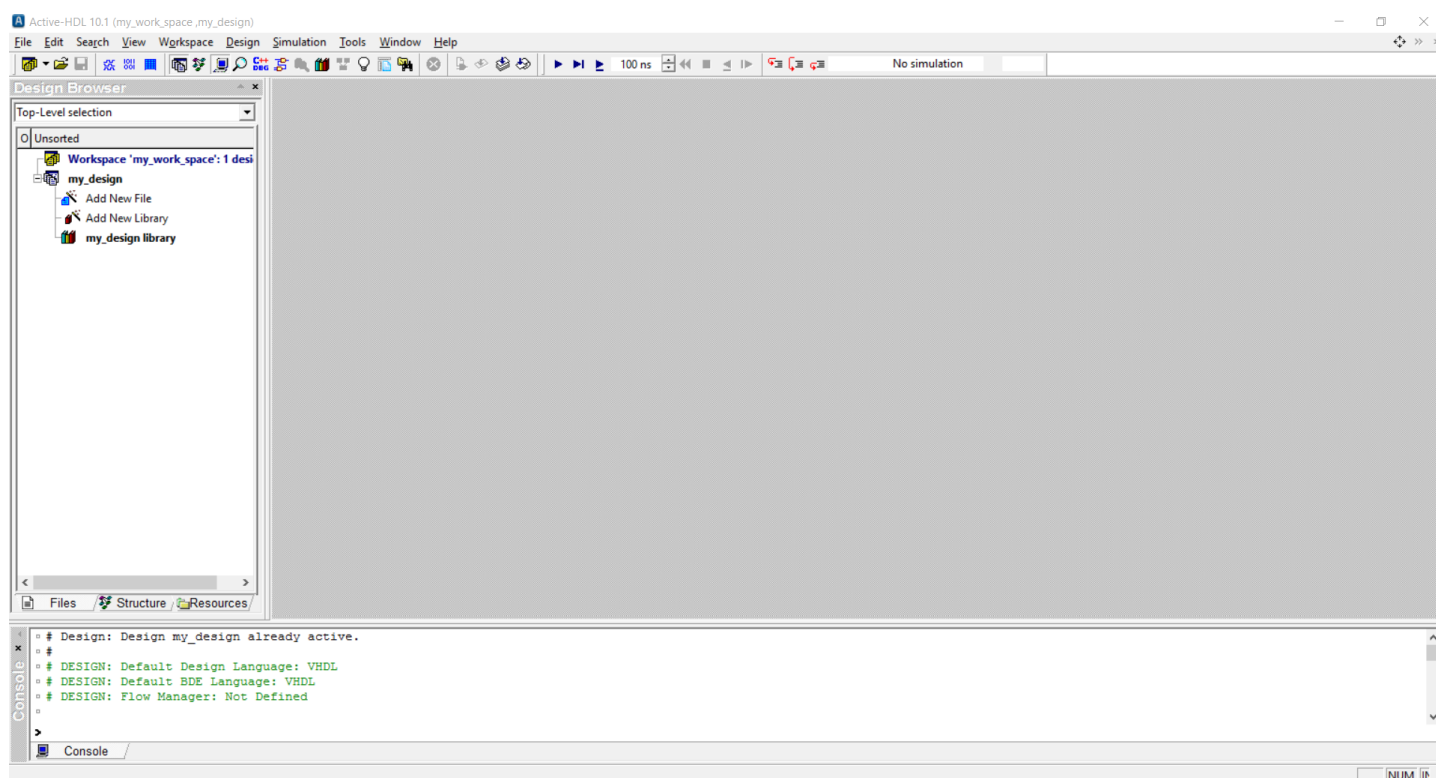 Active-HDL 10.1 (my_work_space ,my_design)
File Edit Search View Workspace Design Simulation Tools Window Help
100 ns No simulation
Design Browser
Top-Level selection
O Unsorted
Workspace 'my_work_space': 1 desi
my_design
Add New File
Add New Library
my_design library
Files Structure Resources
# Design: Design my_design already active.
#
# DESIGN: Default Design Language: VHDL
# DESIGN: Default BDE Language: VHDL
# DESIGN: Flow Manager: Not Defined
>
Console
Console
NUM IN